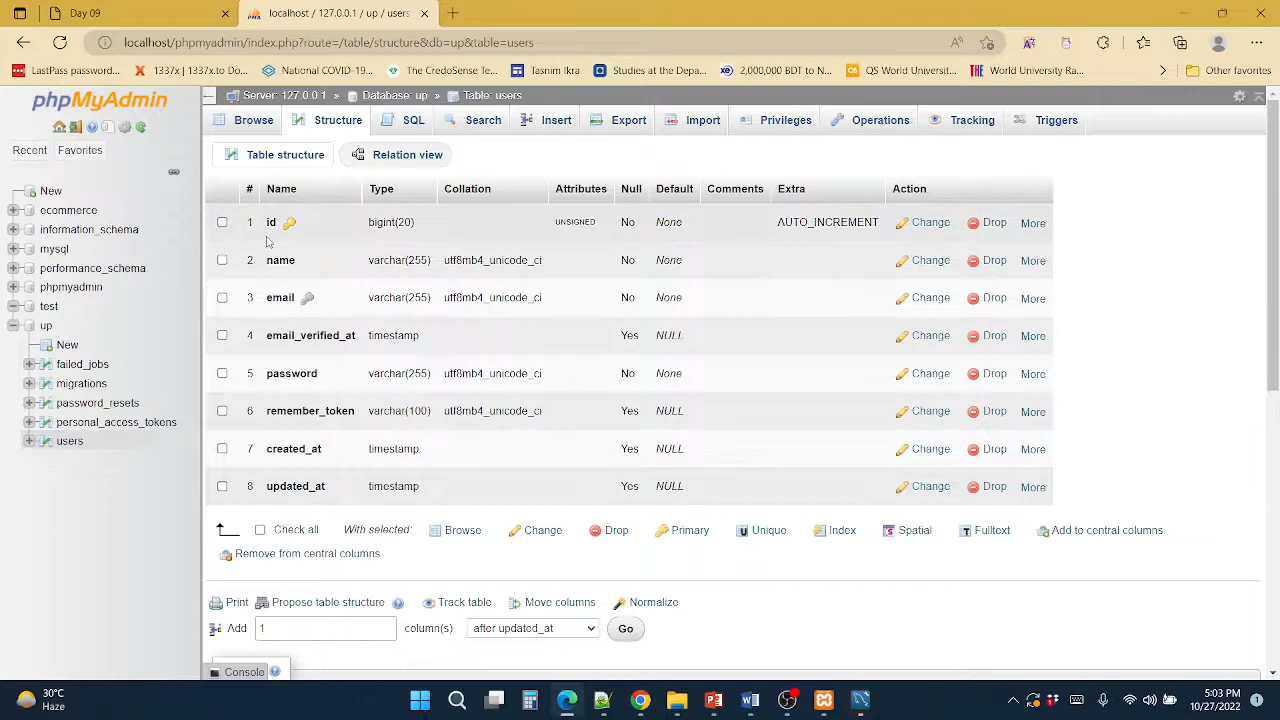 Day 09
localhost / 127.0.0.1 / up / users
localhost/phpmyadmin/index.php?route=/table/structure&db=up&table=users
LastPass password...
1337x | 1337x.to Do...
National COVID-19...
The CredoSense Te...
Tasnim Ikra
Studies at the Depa...
2,000,000 BDT to N...
QS World Universit...
World University Ra...
Other favorites
phpMyAdmin
Recent Favorites
New
ecommerce
information_schema
mysql
performance_schema
phpmyadmin
test
up
New
failed_jobs
migrations
password_resets
personal_access_tokens
users
Server: 127.0.0.1 » Database: up » Table: users
Browse Structure SQL Search Insert Export Import Privileges Operations Tracking Triggers
Table structure Relation view
# Name Type Collation Attributes Null Default Comments Extra Action
1 id bigint(20) UNSIGNED No None AUTO_INCREMENT Change Drop More
2 name varchar(255) utf8mb4_unicode_ci No None Change Drop More
3 email varchar(255) utf8mb4_unicode_ci No None Change Drop More
4 email_verified_at timestamp Yes NULL Change Drop More
5 password varchar(255) utf8mb4_unicode_ci No None Change Drop More
6 remember_token varchar(100) utf8mb4_unicode_ci Yes NULL Change Drop More
7 created_at timestamp Yes NULL Change Drop More
8 updated_at timestamp Yes NULL Change Drop More
Check all With selected: Browse Change Drop Primary Unique Index Spatial Fulltext Add to central columns
Remove from central columns
Print Propose table structure Track table Move columns Normalize
Add 1 column(s) after updated_at Go
Console
30°C
Haze
5:03 PM
10/27/2022